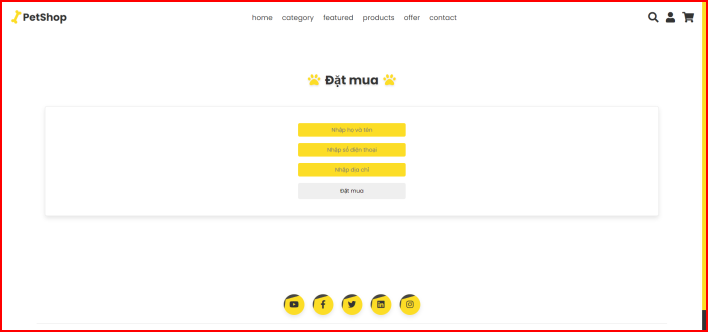 PetShop
home category featured products offer contact
Đặt mua
Nhập họ và tên
Nhập số điện thoại
Nhập địa chỉ
Đặt mua